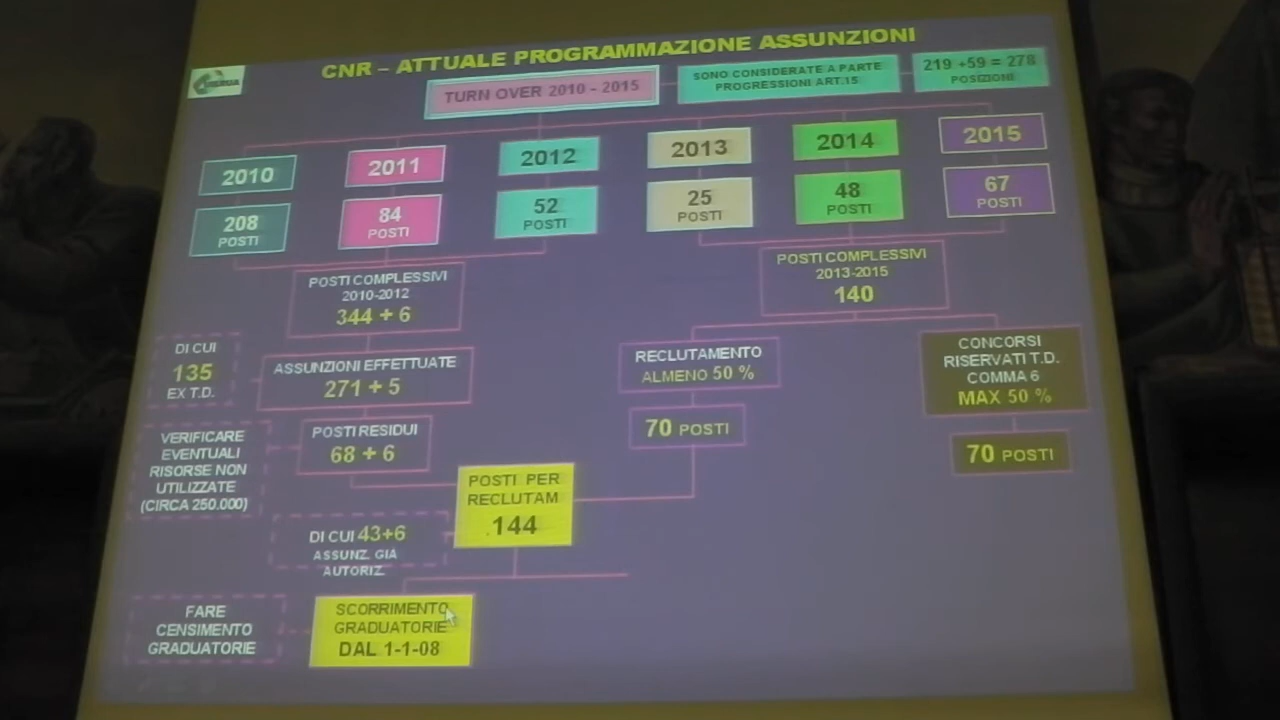 CNR – ATTUALE PROGRAMMAZIONE ASSUNZIONI
TURN OVER 2010 - 2015
SONO CONSIDERATE A PARTE
PROGRESSIONI ART.15
219 +59 = 278
POSIZIONI
2010
2011
2012
2013
2014
2015
208
POSTI
84
POSTI
52
POSTI
25
POSTI
48
POSTI
67
POSTI
POSTI COMPLESSIVI
2010-2012
344 + 6
POSTI COMPLESSIVI
2013-2015
140
DI CUI
135
EX T.D.
ASSUNZIONI EFFETTUATE
271 + 5
RECLUTAMENTO
ALMENO 50 %
CONCORSI
RISERVATI T.D.
COMMA 6
MAX 50 %
VERIFICARE
EVENTUALI
RISORSE NON
UTILIZZATE
(CIRCA 250.000)
POSTI RESIDUI
68 + 6
70 POSTI
70 POSTI
POSTI PER
RECLUTAM
144
DI CUI 43+6
ASSUNZ. GIA
AUTORIZ.
FARE
CENSIMENTO
GRADUATORIE
SCORRIMENTO
GRADUATORIE
DAL 1-1-08